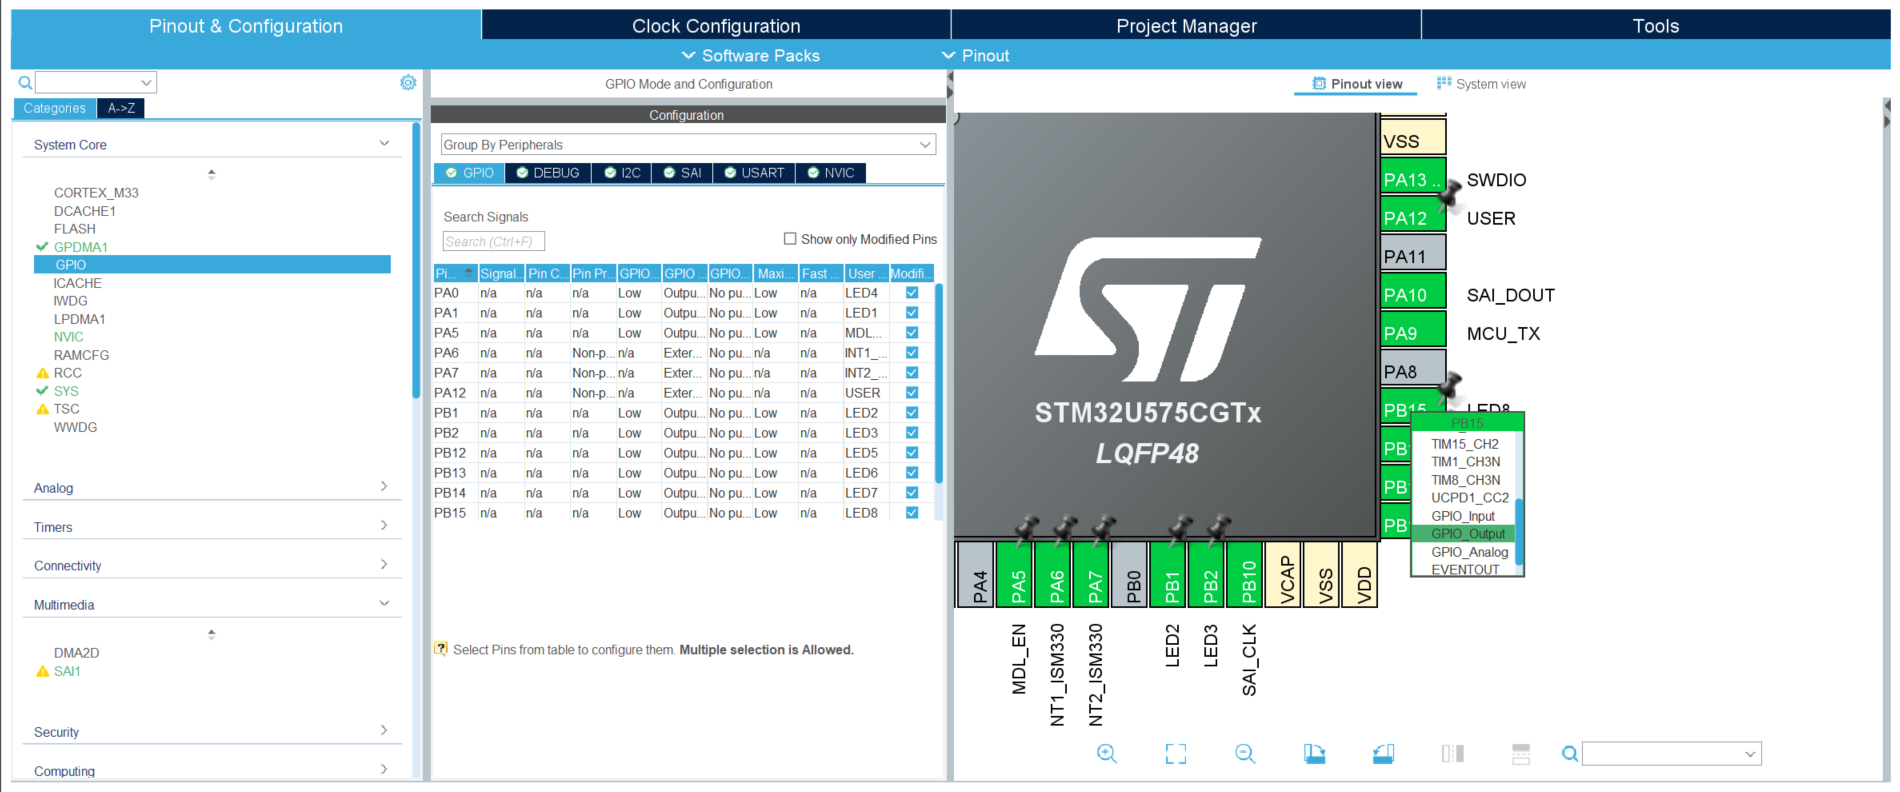 Pinout & Configuration
Clock Configuration
Project Manager
Tools
Software Packs
Pinout
Categories
A->Z
System Core
CORTEX_M33
DCACHE1
FLASH
GPDMA1
GPIO
ICACHE
IWDG
LPDMA1
NVIC
RAMCFG
RCC
SYS
TSC
WWDG
Analog
Timers
Connectivity
Multimedia
DMA2D
SAI1
Security
Computing
GPIO Mode and Configuration
Configuration
Group By Peripherals
GPIO DEBUG I2C SAI USART NVIC
Search Signals
Search (Ctrl+F)
Show only Modified Pins
Pi... Signal... Pin C... Pin Pr... GPIO... GPIO ... GPIO... Maxi... Fast ... User ... Modifi...
PA0 n/a n/a n/a Low Outpu... No pu... Low n/a LED4
PA1 n/a n/a n/a Low Outpu... No pu... Low n/a LED1
PA5 n/a n/a n/a Low Outpu... No pu... Low n/a MDL...
PA6 n/a n/a Non-p... n/a Exter... No pu... n/a n/a INT1_...
PA7 n/a n/a Non-p... n/a Exter... No pu... n/a n/a INT2_...
PA12 n/a n/a Non-p... n/a Exter... No pu... n/a n/a USER
PB1 n/a n/a n/a Low Outpu... No pu... Low n/a LED2
PB2 n/a n/a n/a Low Outpu... No pu... Low n/a LED3
PB12 n/a n/a n/a Low Outpu... No pu... Low n/a LED5
PB13 n/a n/a n/a Low Outpu... No pu... Low n/a LED6
PB14 n/a n/a n/a Low Outpu... No pu... Low n/a LED7
PB15 n/a n/a n/a Low Outpu... No pu... Low n/a LED8
Select Pins from table to configure them. Multiple selection is Allowed.
Pinout view
System view
STM32U575CGTx
LQFP48
VSS
PA13 .. SWDIO
PA12 USER
PA11
PA10 SAI_DOUT
PA9 MCU_TX
PA8
PB15 LED8
PB
PB
PB
PB15
TIM15_CH2
TIM1_CH3N
TIM8_CH3N
UCPD1_CC2
GPIO_Input
GPIO_Output
GPIO_Analog
EVENTOUT
PA4
PA5
PA6
PA7
PB0
PB1
PB2
PB10
VCAP
VSS
VDD
MDL_EN
NT1_ISM330
NT2_ISM330
LED2
LED3
SAI_CLK